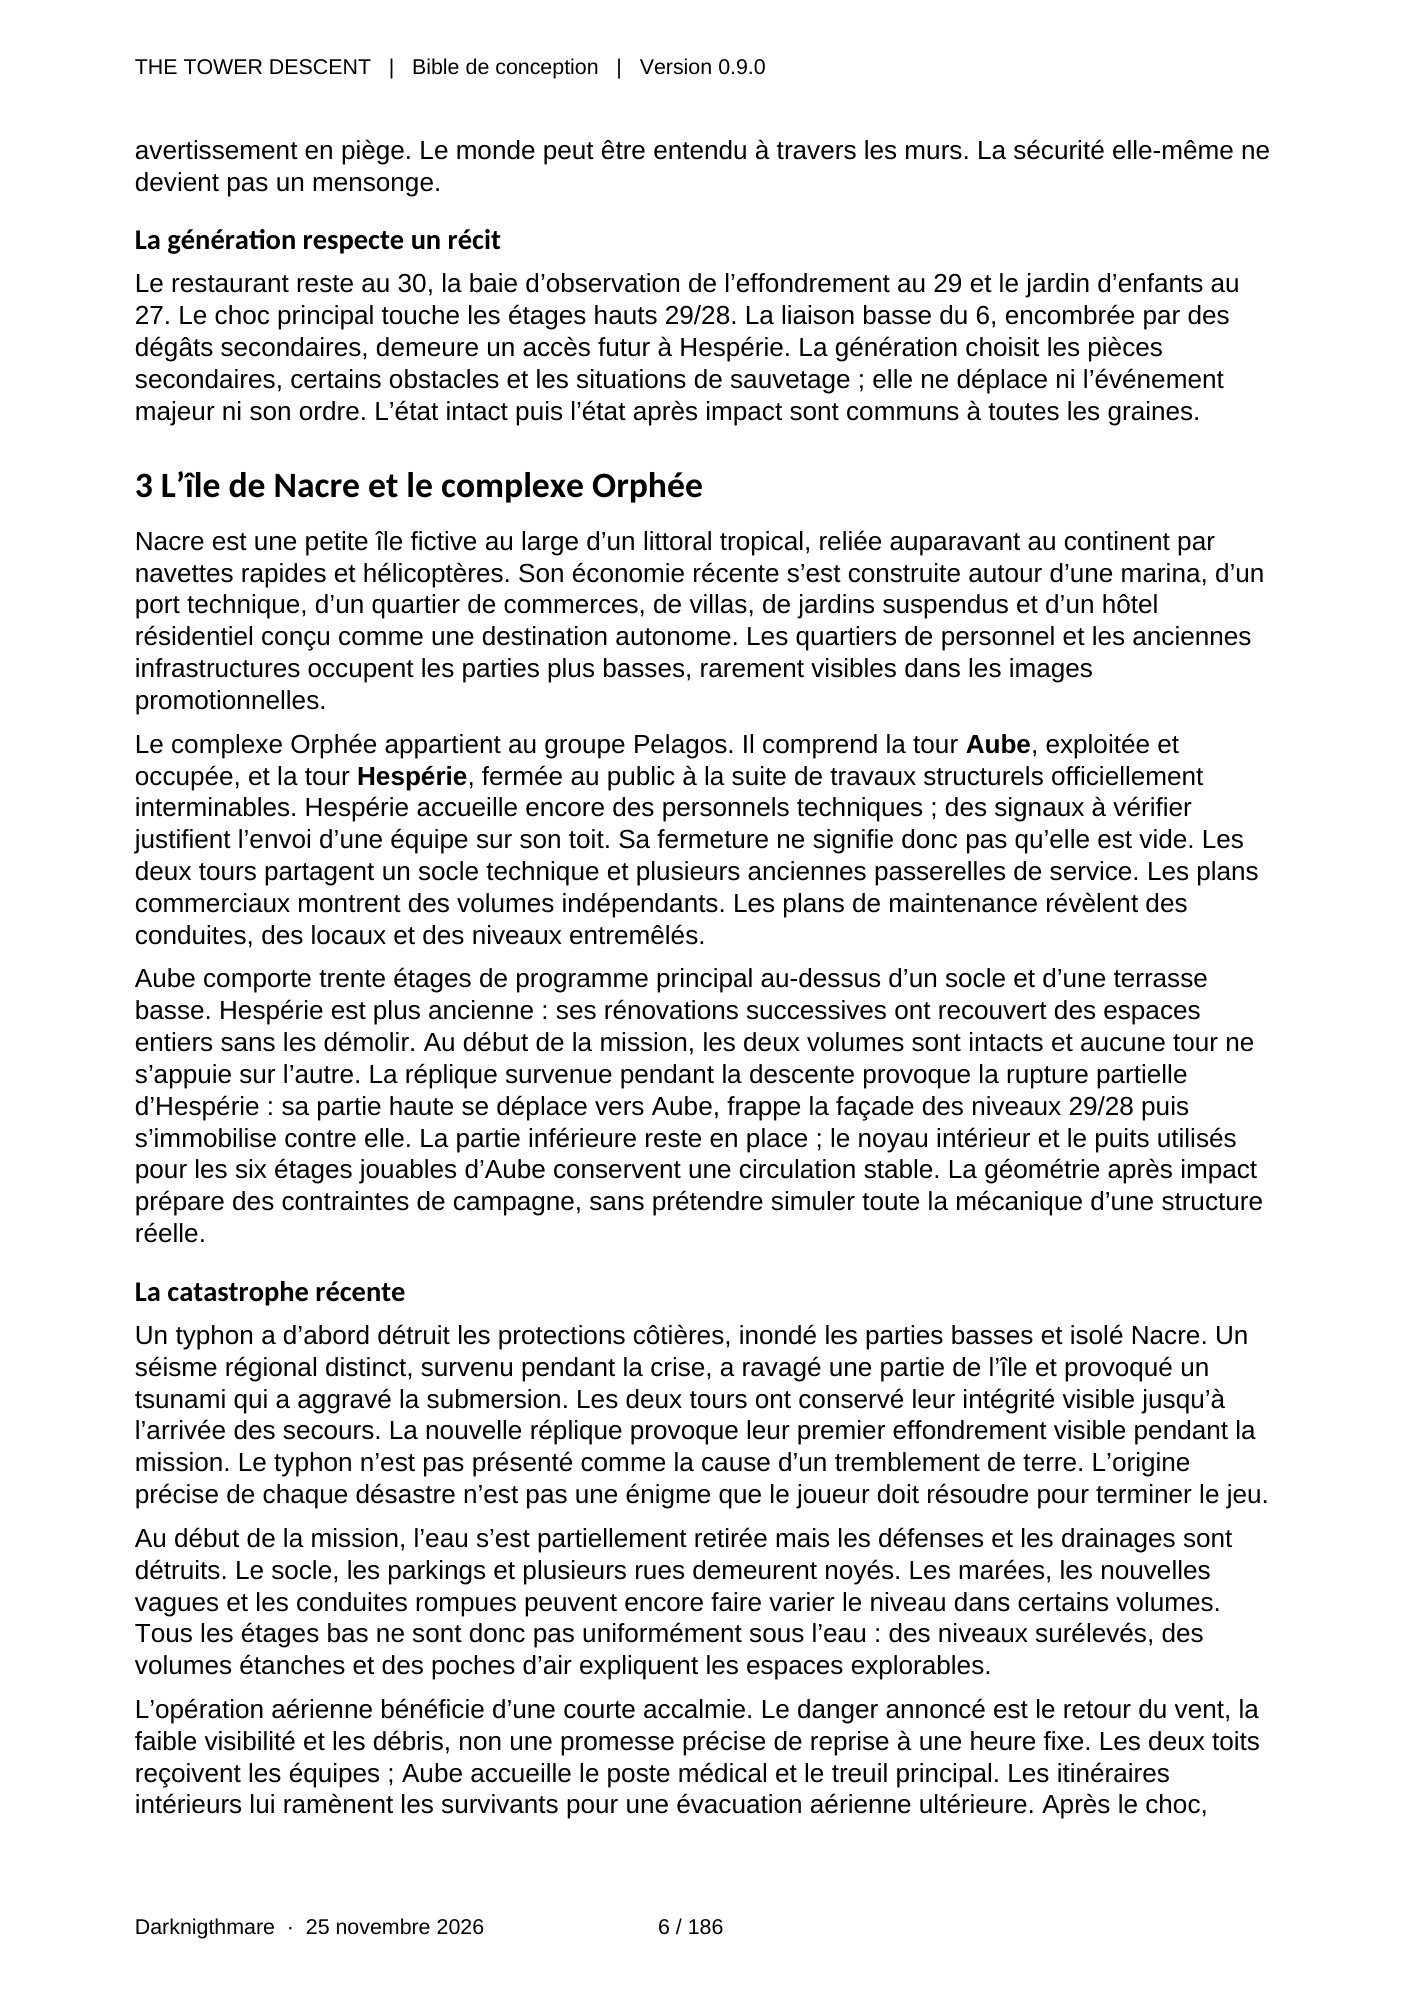 THE TOWER DESCENT | Bible de conception | Version 0.9.0
avertissement en piège. Le monde peut être entendu à travers les murs. La sécurité elle-même ne
devient pas un mensonge.
La génération respecte un récit
Le restaurant reste au 30, la baie d’observation de l’effondrement au 29 et le jardin d’enfants au
27. Le choc principal touche les étages hauts 29/28. La liaison basse du 6, encombrée par des
dégâts secondaires, demeure un accès futur à Hespérie. La génération choisit les pièces
secondaires, certains obstacles et les situations de sauvetage ; elle ne déplace ni l’événement
majeur ni son ordre. L’état intact puis l’état après impact sont communs à toutes les graines.
3 L’île de Nacre et le complexe Orphée
Nacre est une petite île fictive au large d’un littoral tropical, reliée auparavant au continent par
navettes rapides et hélicoptères. Son économie récente s’est construite autour d’une marina, d’un
port technique, d’un quartier de commerces, de villas, de jardins suspendus et d’un hôtel
résidentiel conçu comme une destination autonome. Les quartiers de personnel et les anciennes
infrastructures occupent les parties plus basses, rarement visibles dans les images
promotionnelles.
Le complexe Orphée appartient au groupe Pelagos. Il comprend la tour Aube, exploitée et
occupée, et la tour Hespérie, fermée au public à la suite de travaux structurels officiellement
interminables. Hespérie accueille encore des personnels techniques ; des signaux à vérifier
justifient l’envoi d’une équipe sur son toit. Sa fermeture ne signifie donc pas qu’elle est vide. Les
deux tours partagent un socle technique et plusieurs anciennes passerelles de service. Les plans
commerciaux montrent des volumes indépendants. Les plans de maintenance révèlent des
conduites, des locaux et des niveaux entremêlés.
Aube comporte trente étages de programme principal au-dessus d’un socle et d’une terrasse
basse. Hespérie est plus ancienne : ses rénovations successives ont recouvert des espaces
entiers sans les démolir. Au début de la mission, les deux volumes sont intacts et aucune tour ne
s’appuie sur l’autre. La réplique survenue pendant la descente provoque la rupture partielle
d’Hespérie : sa partie haute se déplace vers Aube, frappe la façade des niveaux 29/28 puis
s’immobilise contre elle. La partie inférieure reste en place ; le noyau intérieur et le puits utilisés
pour les six étages jouables d’Aube conservent une circulation stable. La géométrie après impact
prépare des contraintes de campagne, sans prétendre simuler toute la mécanique d’une structure
réelle.
La catastrophe récente
Un typhon a d’abord détruit les protections côtières, inondé les parties basses et isolé Nacre. Un
séisme régional distinct, survenu pendant la crise, a ravagé une partie de l’île et provoqué un
tsunami qui a aggravé la submersion. Les deux tours ont conservé leur intégrité visible jusqu’à
l’arrivée des secours. La nouvelle réplique provoque leur premier effondrement visible pendant la
mission. Le typhon n’est pas présenté comme la cause d’un tremblement de terre. L’origine
précise de chaque désastre n’est pas une énigme que le joueur doit résoudre pour terminer le jeu.
Au début de la mission, l’eau s’est partiellement retirée mais les défenses et les drainages sont
détruits. Le socle, les parkings et plusieurs rues demeurent noyés. Les marées, les nouvelles
vagues et les conduites rompues peuvent encore faire varier le niveau dans certains volumes.
Tous les étages bas ne sont donc pas uniformément sous l’eau : des niveaux surélevés, des
volumes étanches et des poches d’air expliquent les espaces explorables.
L’opération aérienne bénéficie d’une courte accalmie. Le danger annoncé est le retour du vent, la
faible visibilité et les débris, non une promesse précise de reprise à une heure fixe. Les deux toits
reçoivent les équipes ; Aube accueille le poste médical et le treuil principal. Les itinéraires
intérieurs lui ramènent les survivants pour une évacuation aérienne ultérieure. Après le choc,
Darknigthmare · 25 novembre 2026 6 / 186